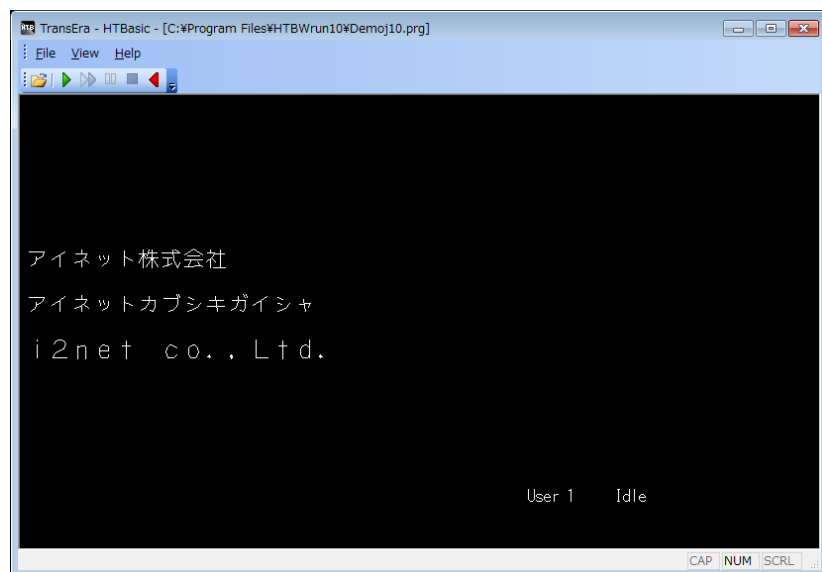 TransEra - HTBasic - [C:¥Program Files¥HTBWrun10¥Demoj10.prg]
File View Help
アイネット株式会社
アイネットカブシキガイシャ
i2net co.,Ltd.
User 1 Idle
CAP NUM SCRL